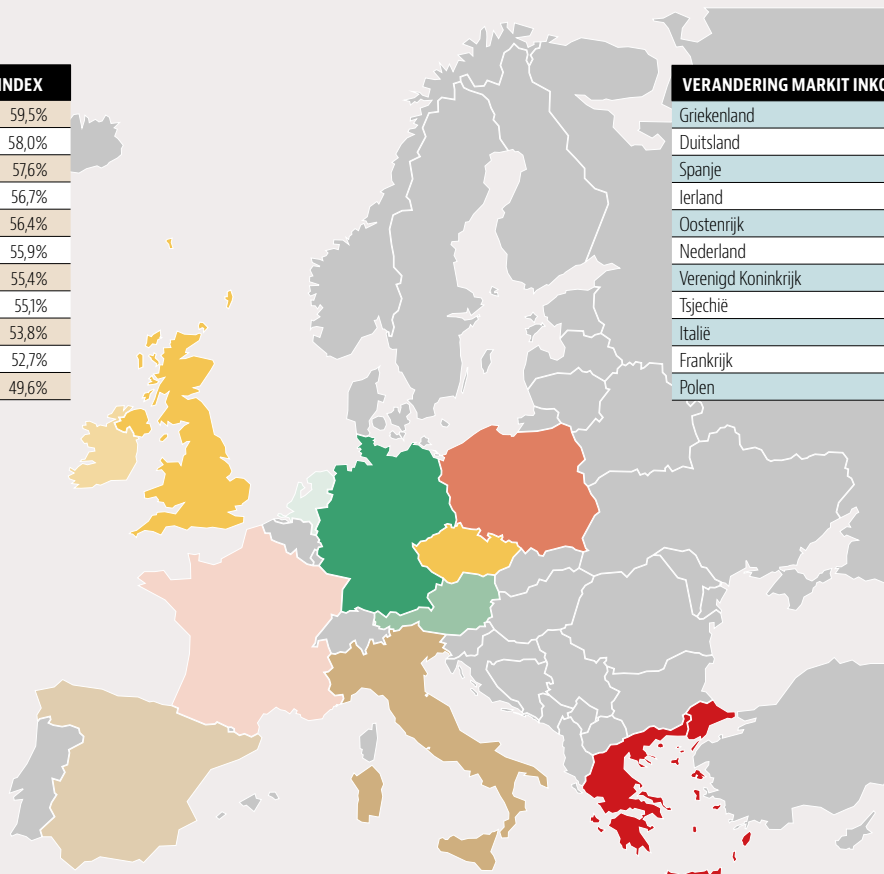 INDEX
59,5%
58,0%
57,6%
56,7%
56,4%
55,9%
55,4%
55,1%
53,8%
52,7%
49,6%
VERANDERING MARKIT INKO
Griekenland
Duitsland
Spanje
Ierland
Oostenrijk
Nederland
Verenigd Koninkrijk
Tsjechië
Italië
Frankrijk
Polen